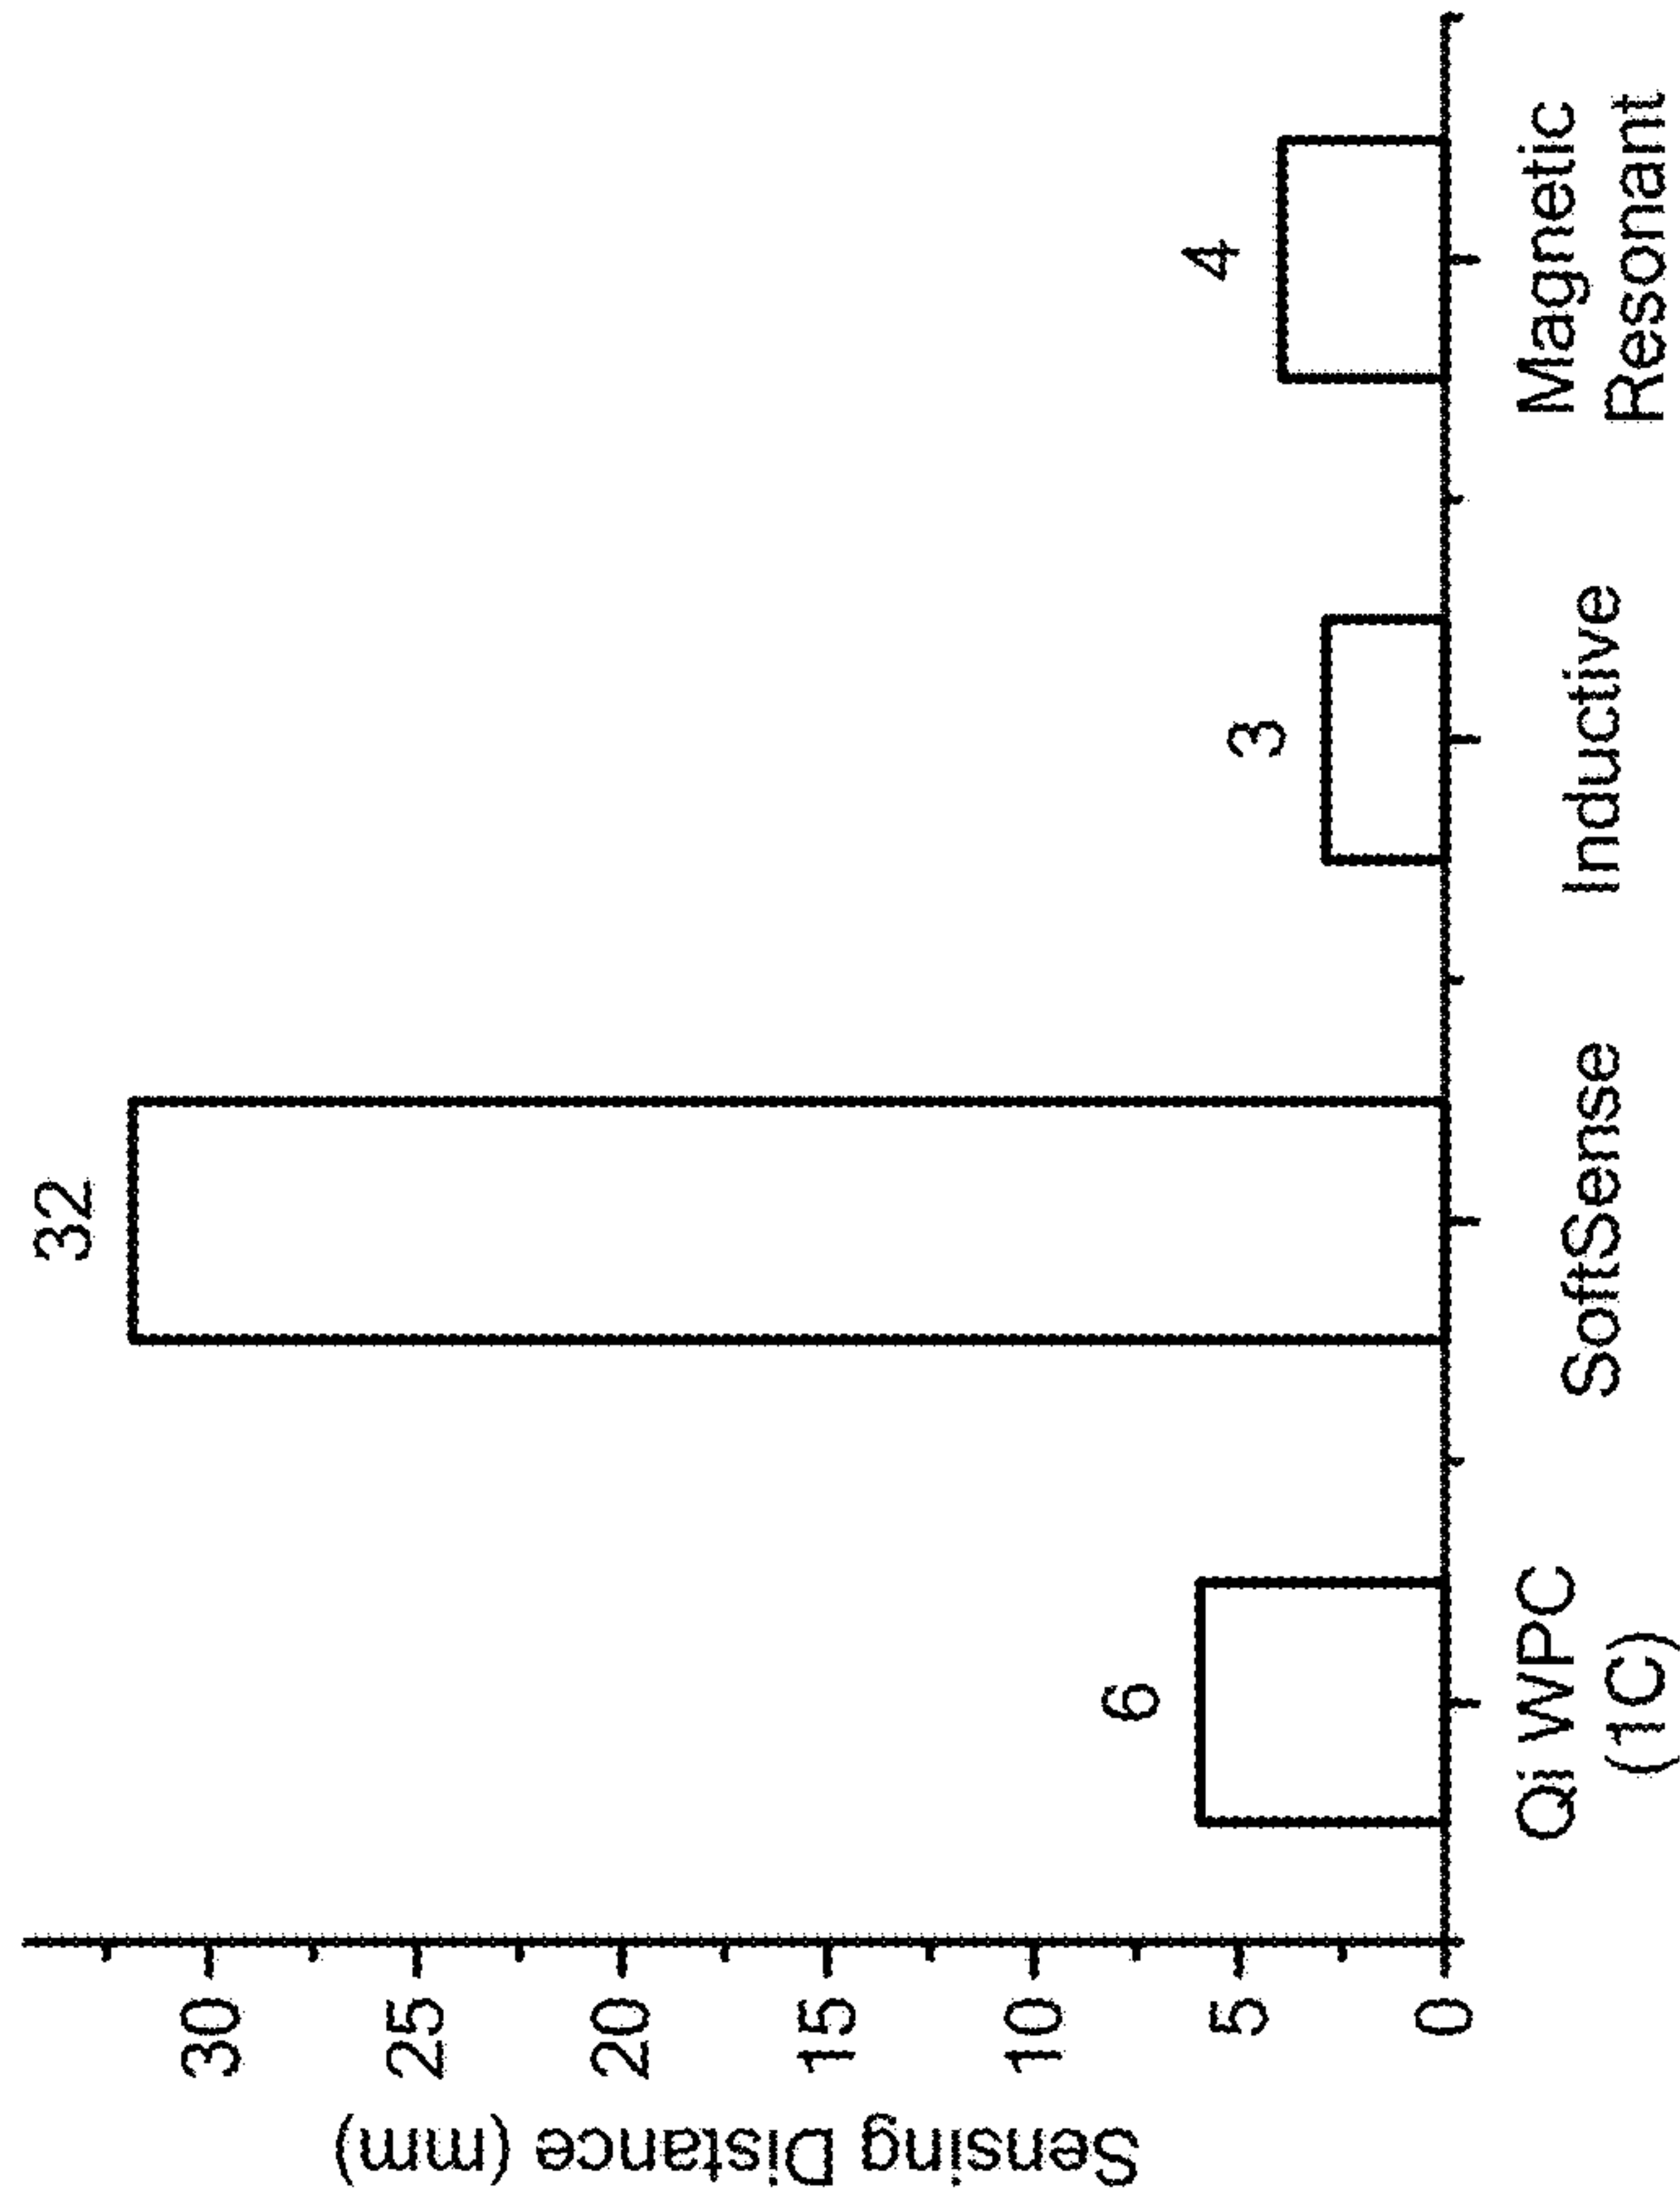 Sensing Distance (mm)
30
25
20
15
10
5
0
6
32
3
4
Qi WPC
(1C)
SoftSense
Inductive
Magnetic
Resonant